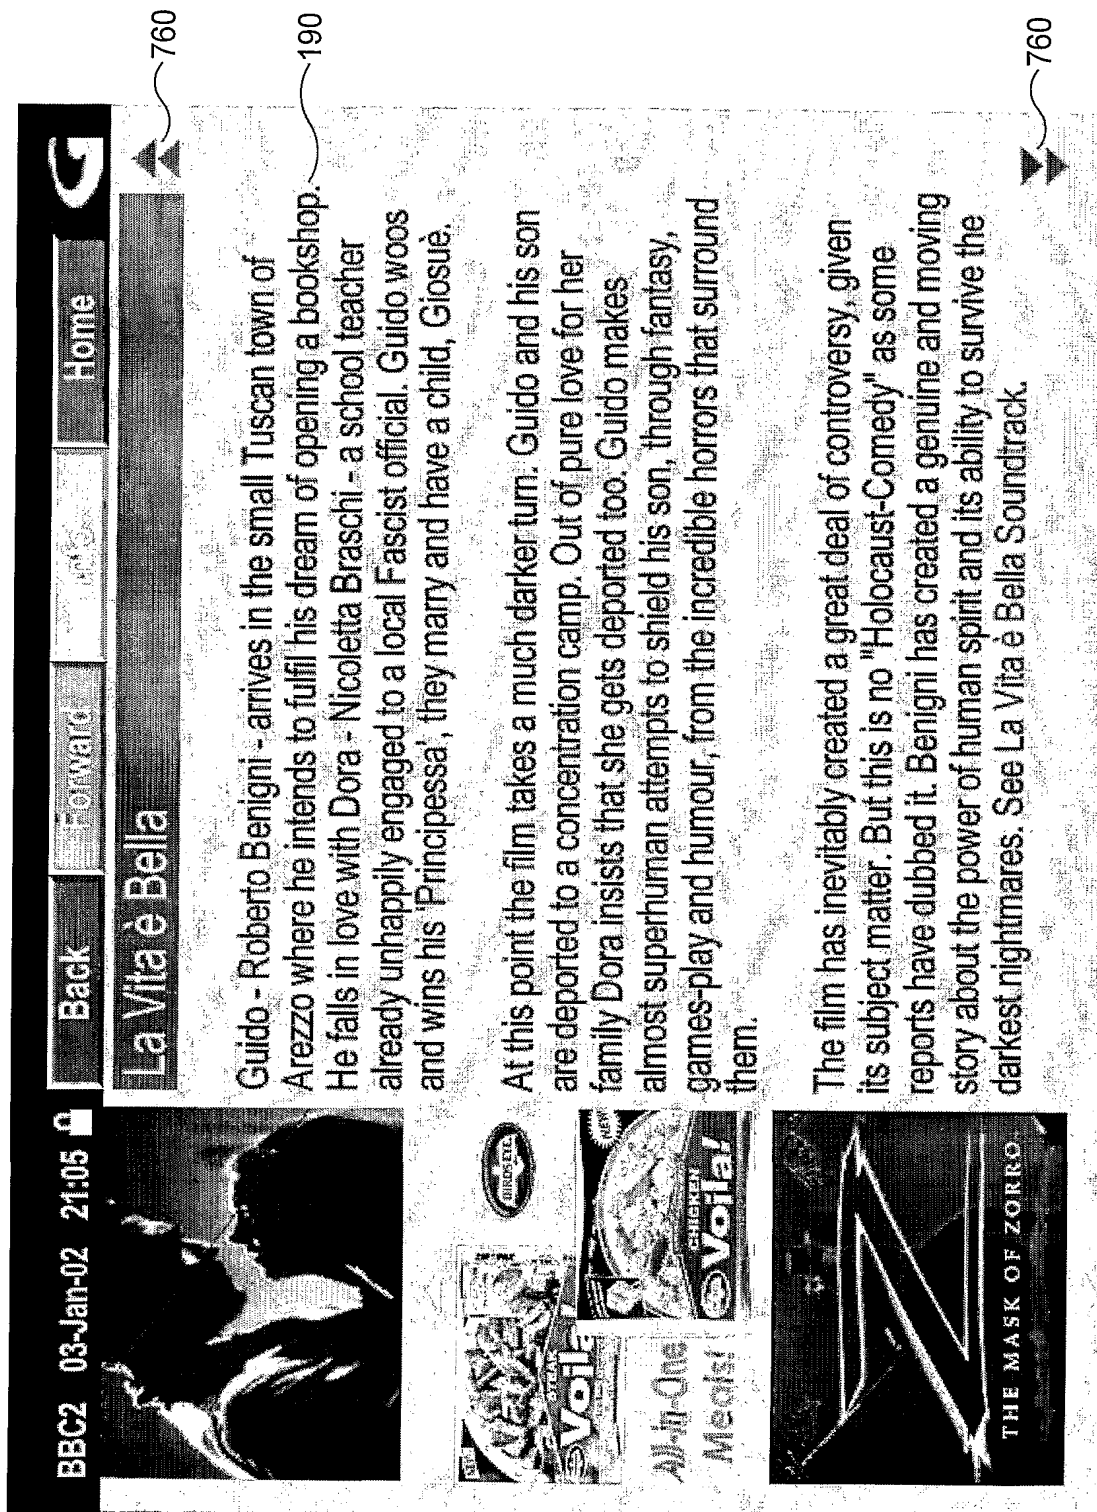 BBC2 03-Jan-02 21:05
Back
Forward
Home
La Vita è Bella
760
Guido - Roberto Benigni - arrives in the small Tuscan town of
Arezzo where he intends to fulfil his dream of opening a bookshop.
190
He falls in love with Dora - Nicoletta Braschi - a school teacher
already unhappily engaged to a local Fascist official. Guido woos
and wins his 'Principessa', they marry and have a child, Giosuè.
At this point the film takes a much darker turn. Guido and his son
are deported to a concentration camp. Out of pure love for her
family Dora insists that she gets deported too. Guido makes
almost superhuman attempts to shield his son, through fantasy,
games-play and humour, from the incredible horrors that surround
them.
The film has inevitably created a great deal of controversy, given
its subject matter. But this is no "Holocaust-Comedy" as some
reports have dubbed it. Benigni has created a genuine and moving
story about the power of human spirit and its ability to survive the
darkest nightmares. See La Vita è Bella Soundtrack.
760
BIRDS EYE
STEAK
Voila!
NEW
CHICKEN
Voila!
All-In-One
Meals!
THE MASK OF ZORRO